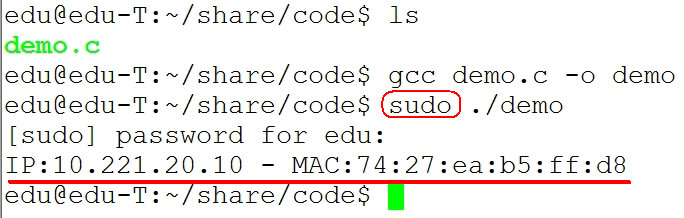 edu@edu-T:~/share/code$ ls
demo.c
edu@edu-T:~/share/code$ gcc demo.c -o demo
edu@edu-T:~/share/code$ sudo ./demo
[sudo] password for edu:
IP:10.221.20.10 - MAC:74:27:ea:b5:ff:d8
edu@edu-T:~/share/code$